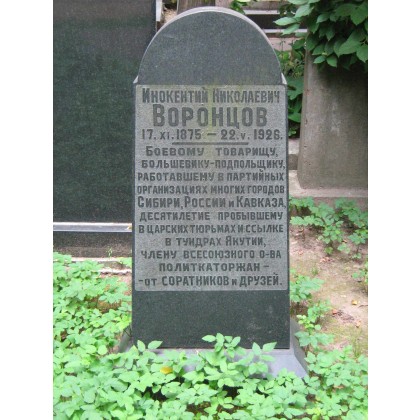 Инокентий Николаевич
Воронцов
17. XI. 1875 – 22. V. 1926.
Боевому товарищу,
большевику-подпольщику,
работавшему в партийных
организациях многих городов
Сибири, России и Кавказа,
десятилетие пробывшему
в царских тюрьмах и ссылке
в тундрах Якутии,
члену Всесоюзного о-ва
политкаторжан –
-от соратников и друзей.